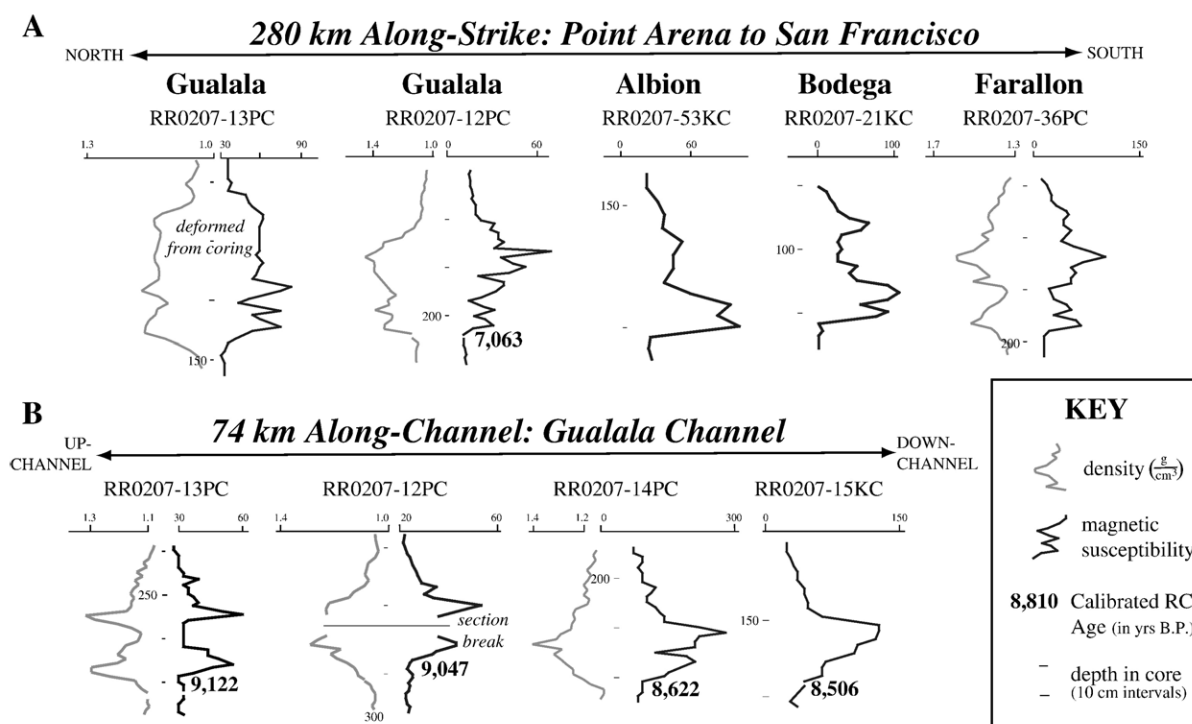 A
280 km Along-Strike: Point Arena to San Francisco
NORTH
SOUTH
Gualala Gualala Albion Bodega Farallon
RR0207-13PC RR0207-12PC RR0207-53KC RR0207-21KC RR0207-36PC
1.3 1.0 30 90 1.4 1.0 0 60 0 60 0 100 1.7 1.3 0 150
150
deformed
from coring
100
200
7,063
150
200
B
74 km Along-Channel: Gualala Channel
UP-
CHANNEL
DOWN-
CHANNEL
RR0207-13PC RR0207-12PC RR0207-14PC RR0207-15KC
1.3 1.1 30 60 1.4 1.0 20 60 1.4 1.2 0 300 0 150
250
200
section
break
150
9,122
9,047
8,622
8,506
300
KEY
density (g/cm³)
magnetic
susceptibility
8,810 Calibrated RC
Age (in yrs B.P.)
depth in core
(10 cm intervals)